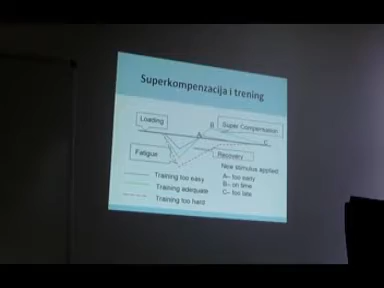 Superkompenzacija i trening
Loading
B
Super Compensation
A
C
Fatigue
Recovery
New stimulus applied:
Training too easy
A– too early
Training adequate
B– on time
Training too hard
C– too late